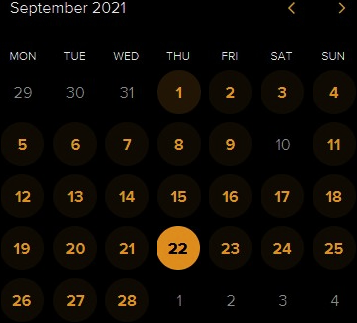 September 2021
MON TUE WED THU FRI SAT SUN
29 30 31 1 2 3 4
5 6 7 8 9 10 11
12 13 14 15 16 17 18
19 20 21 22 23 24 25
26 27 28 1 2 3 4